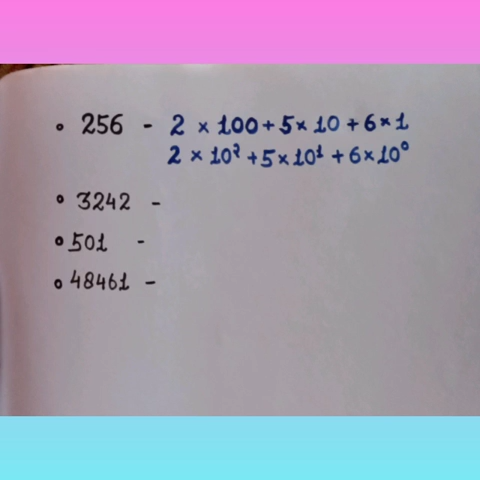 ∘ 256 - 2 × 100 + 5 × 10 + 6 × 1
2 × 10² + 5 × 10¹ + 6 × 10⁰
∘ 3242 -
∘ 501 -
∘ 48461 -